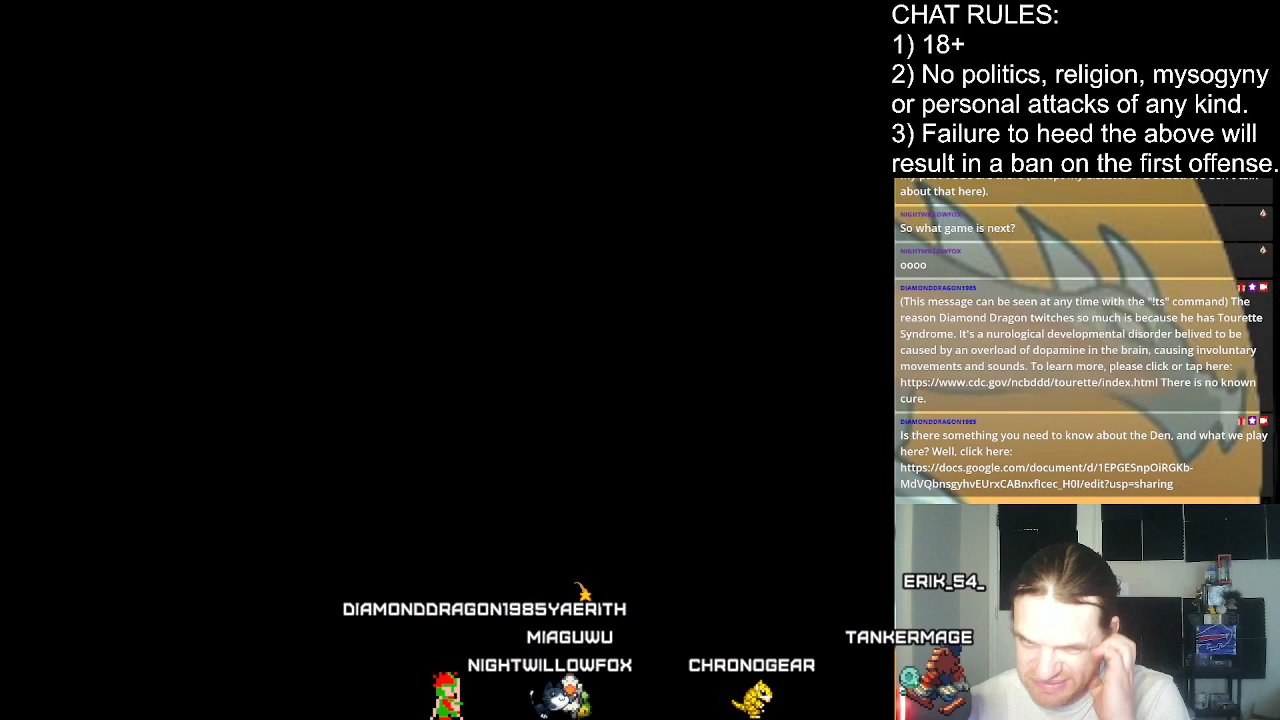 CHAT RULES:
1) 18+
2) No politics, religion, mysogyny
or personal attacks of any kind.
3) Failure to heed the above will
result in a ban on the first offense.
about that here).
NIGHTWILLOWFOX
So what game is next?
NIGHTWILLOWFOX
oooo
DIAMONDDRAGON1985
(This message can be seen at any time with the "!ts" command) The
reason Diamond Dragon twitches so much is because he has Tourette
Syndrome. It's a nurological developmental disorder belived to be
caused by an overload of dopamine in the brain, causing involuntary
movements and sounds. To learn more, please click or tap here:
https://www.cdc.gov/ncbddd/tourette/index.html There is no known
cure.
DIAMONDDRAGON1985
Is there something you need to know about the Den, and what we play
here? Well, click here:
https://docs.google.com/document/d/1EPGESnpOiRGKb-
MdVQbnsgyhvEUrxCABnxfIcec_H0I/edit?usp=sharing
ERIK_54_
DIAMONDDRAGON1985YAERITH
MIAGUWU
TANKERMAGE
NIGHTWILLOWFOX
CHRONOGEAR